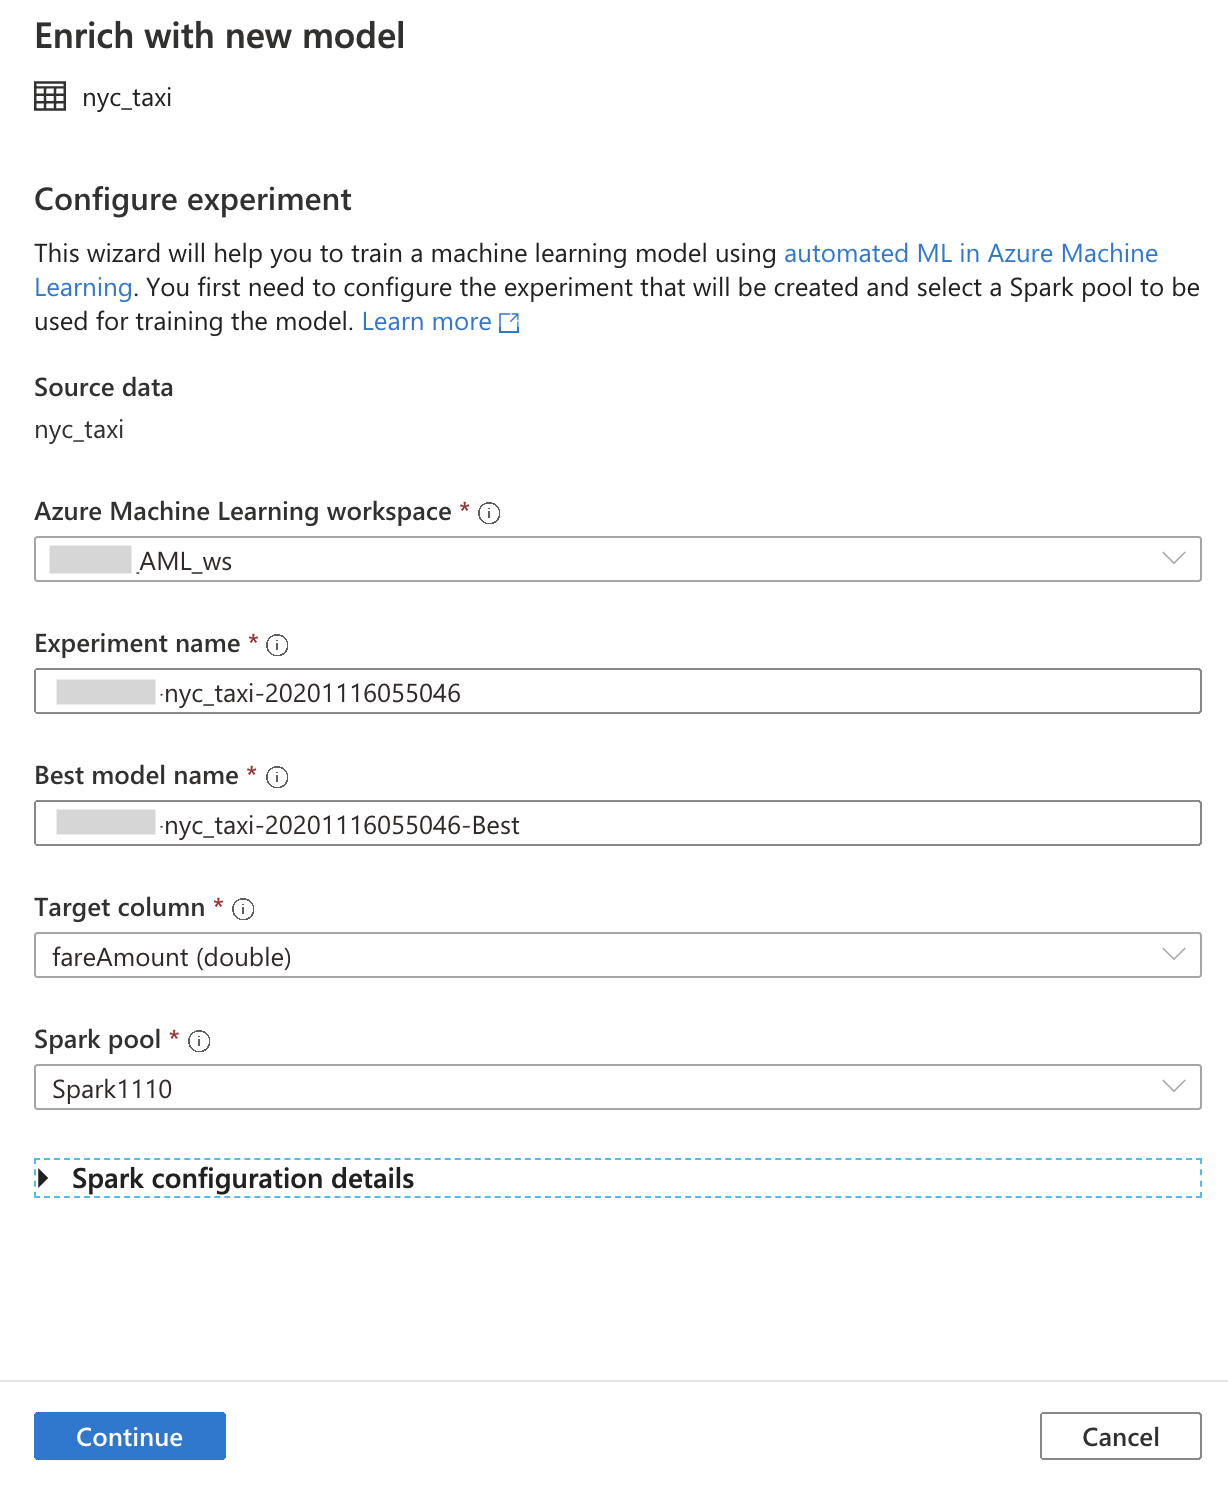 Enrich with new model
nyc_taxi
Configure experiment
This wizard will help you to train a machine learning model using automated ML in Azure Machine
Learning. You first need to configure the experiment that will be created and select a Spark pool to be
used for training the model. Learn more
Source data
nyc_taxi
Azure Machine Learning workspace *
_AML_ws
Experiment name *
-nyc_taxi-20201116055046
Best model name *
-nyc_taxi-20201116055046-Best
Target column *
fareAmount (double)
Spark pool *
Spark1110
Spark configuration details
Continue
Cancel